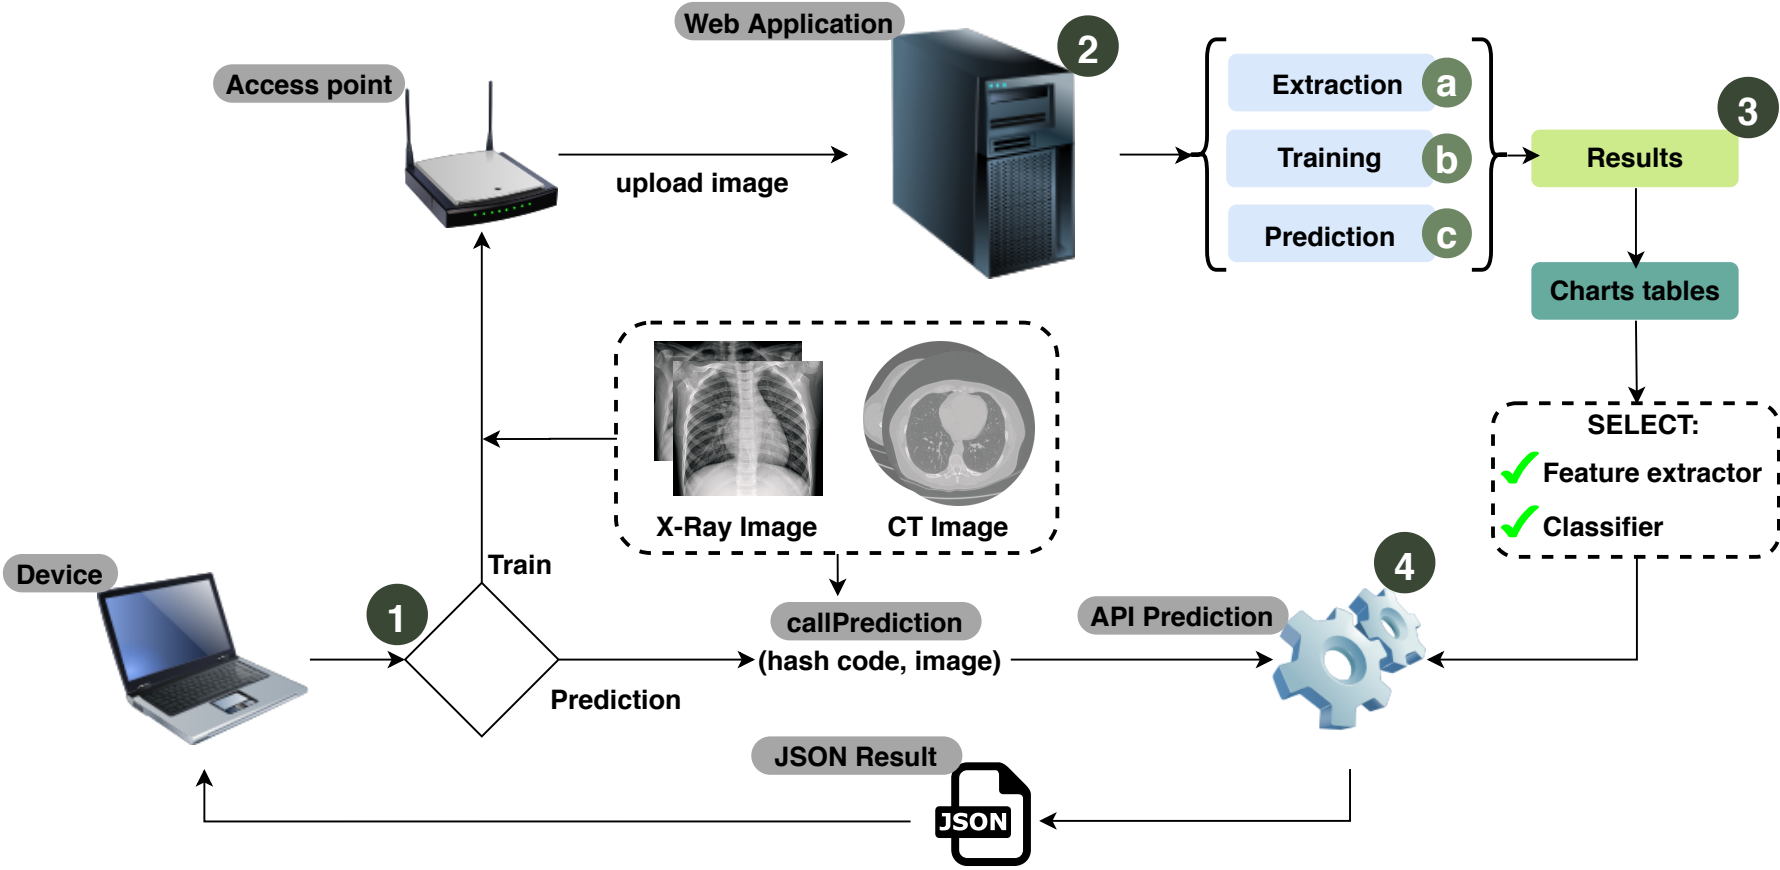 Web Application
2
Access point
Extraction a
3
upload image
Training b
Results
Prediction c
Charts tables
SELECT:
Feature extractor
X-Ray Image
CT Image
Classifier
Train
Device
4
1
callPrediction
(hash code, image)
API Prediction
Prediction
JSON Result
JSON